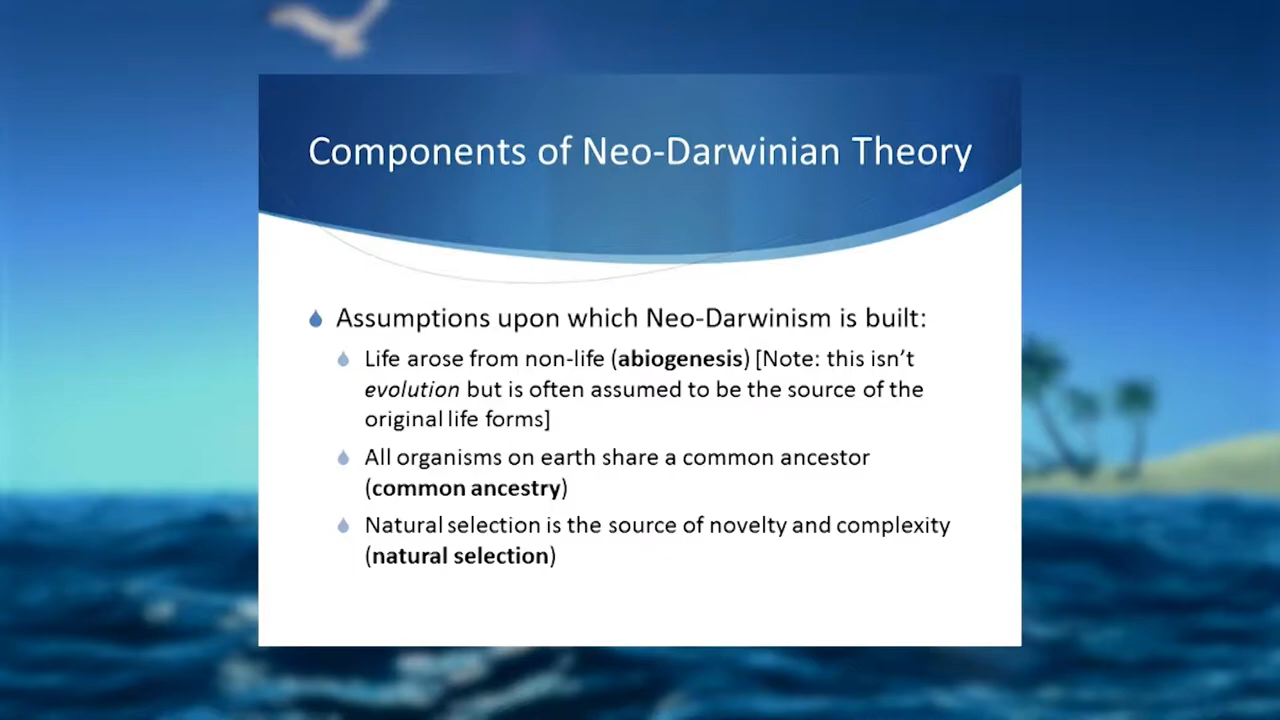 Components of Neo-Darwinian Theory
Assumptions upon which Neo-Darwinism is built:
Life arose from non-life (abiogenesis) [Note: this isn't
evolution but is often assumed to be the source of the
original life forms]
All organisms on earth share a common ancestor
(common ancestry)
Natural selection is the source of novelty and complexity
(natural selection)